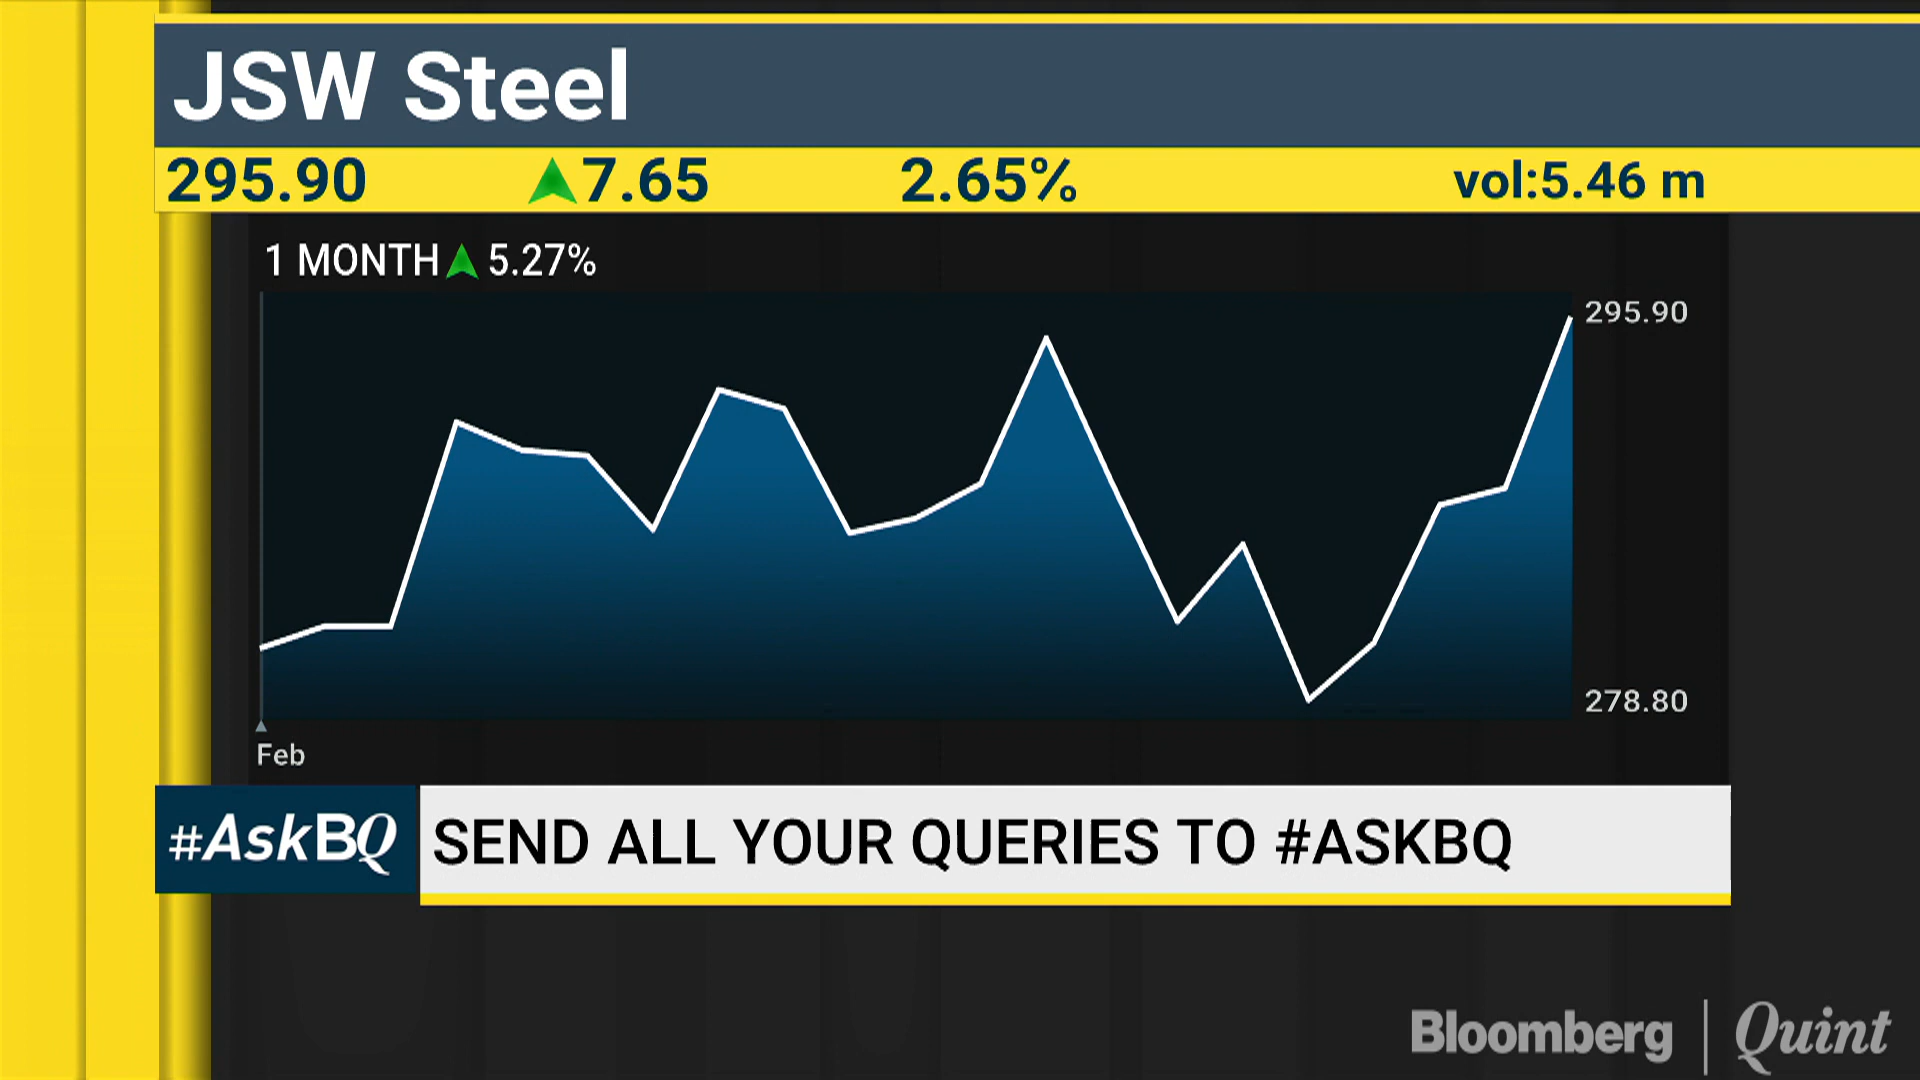 JSW Steel
295.90 7.65 2.65% vol:5.46 m
1 MONTH 5.27%
295.90
278.80
Feb
#AskBQ SEND ALL YOUR QUERIES TO #ASKBQ
Bloomberg | Quint